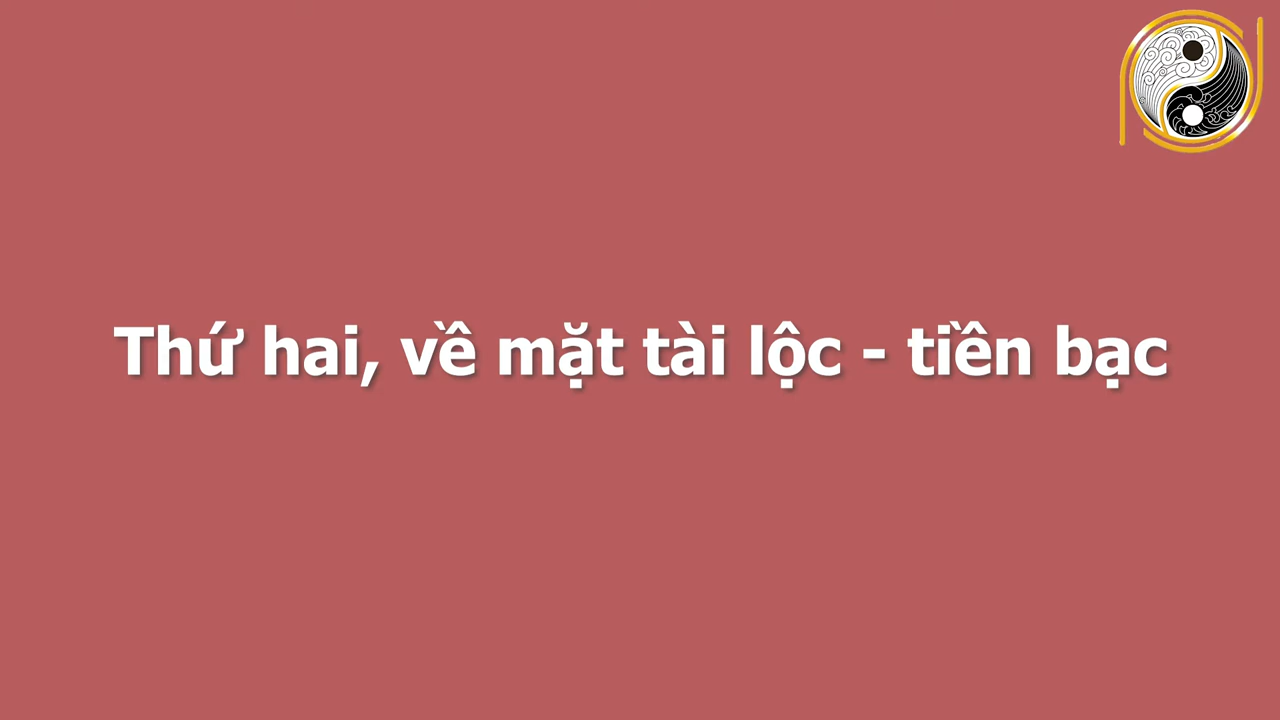 Thứ hai, về mặt tài lộc - tiền bạc